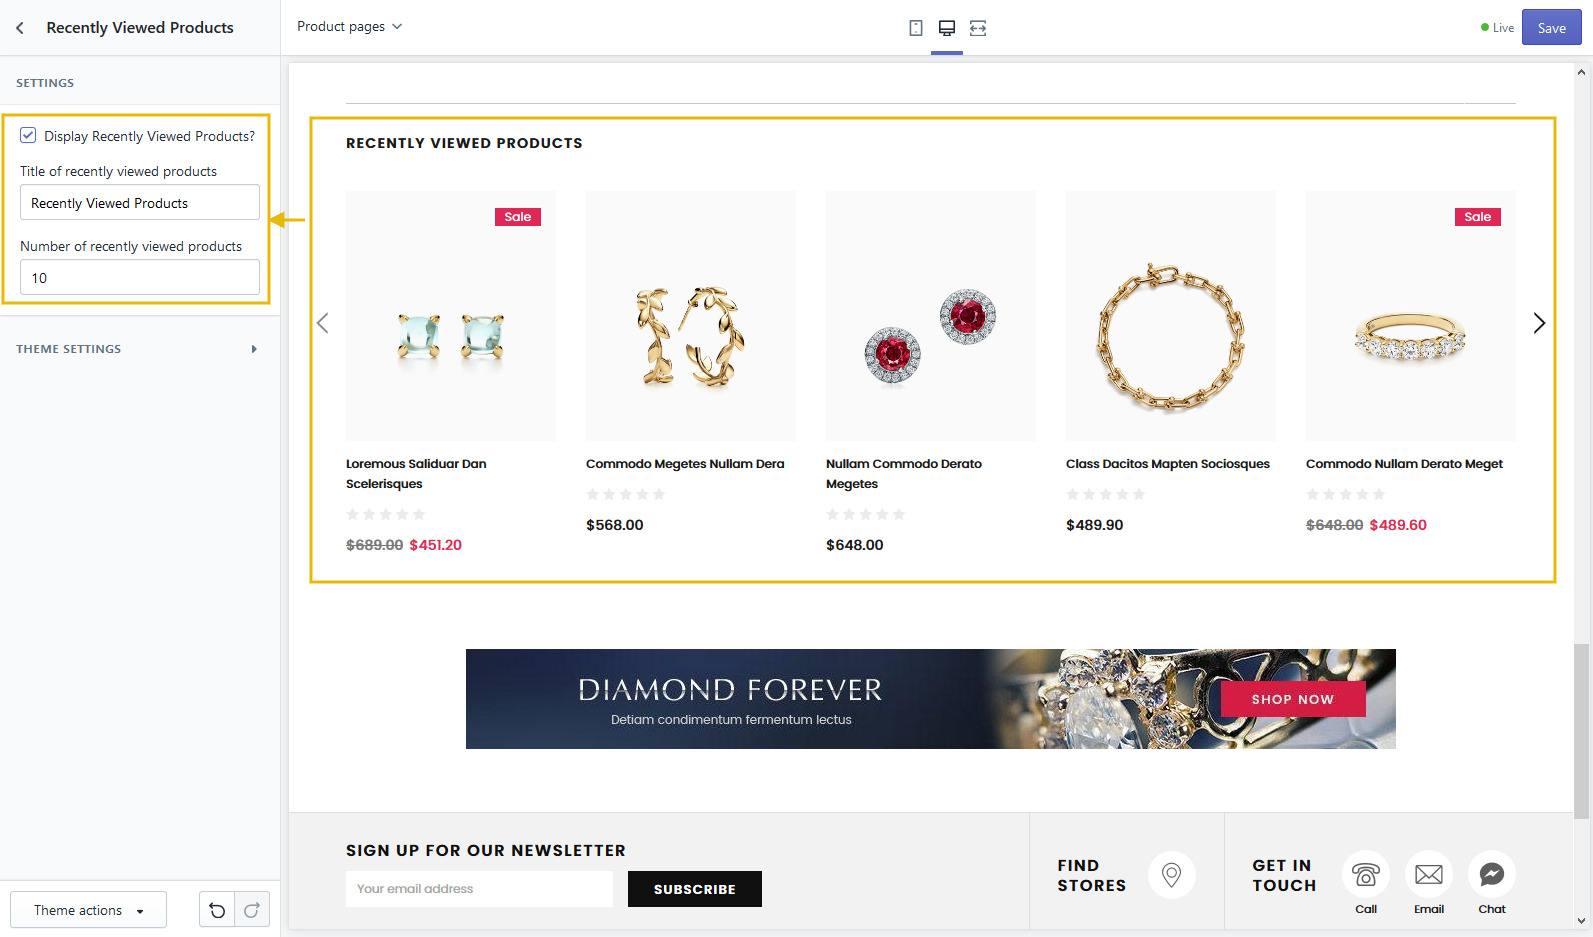 Recently Viewed Products
Product pages
Live
Save
SETTINGS
Display Recently Viewed Products?
Title of recently viewed products
Recently Viewed Products
Number of recently viewed products
10
THEME SETTINGS
Theme actions
RECENTLY VIEWED PRODUCTS
Sale
Loremous Saliduar Dan
Scelerisques
$689.00 $451.20
Commodo Megetes Nullam Dera
$568.00
Nullam Commodo Derato
Megetes
$648.00
Class Dacitos Mapten Sociosques
$489.90
Sale
Commodo Nullam Derato Meget
$648.00 $489.60
DIAMOND FOREVER
Detiam condimentum fermentum lectus
SHOP NOW
SIGN UP FOR OUR NEWSLETTER
Your email address
SUBSCRIBE
FIND
STORES
GET IN
TOUCH
Call
Email
Chat